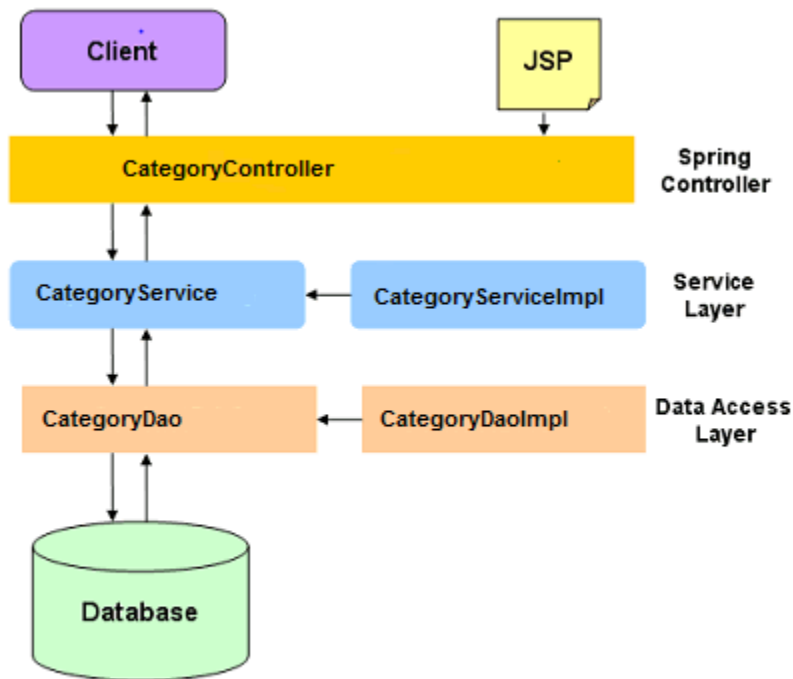 Client
JSP
CategoryController
Spring
Controller
CategoryService
CategoryServiceImpl
Service
Layer
CategoryDao
CategoryDaoImpl
Data Access
Layer
Database